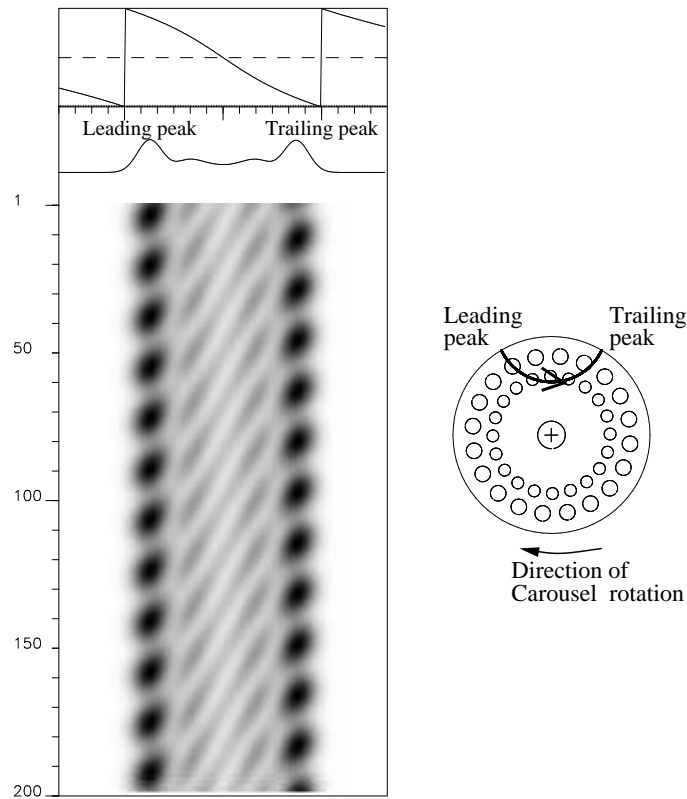 Leading peak Trailing peak
1
50
100
150
200
Leading peak
Trailing peak
Direction of
Carousel rotation